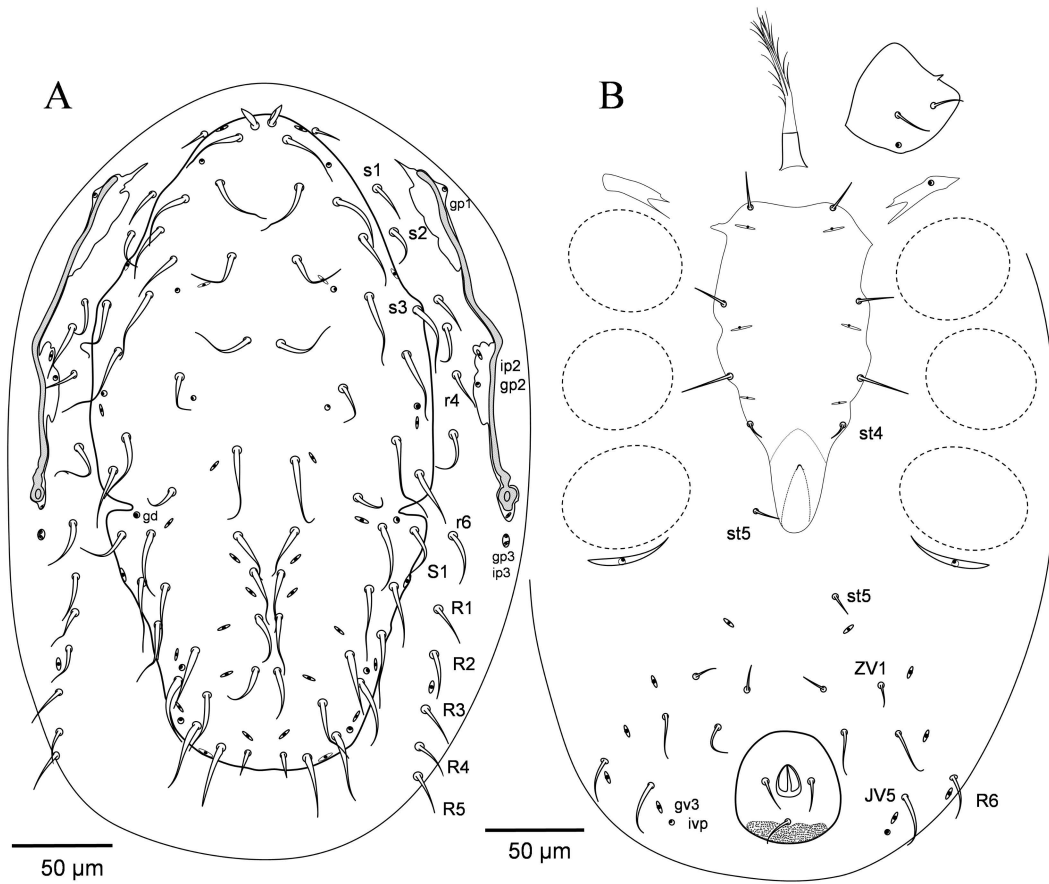 A
s1
gp1
s2
s3
ip2
gp2
r4
gd
r6
gp3
ip3
S1
R1
R2
R3
R4
R5
50 µm
B
st4
st5
st5
ZV1
gv3
ivp
JV5
R6
50 µm